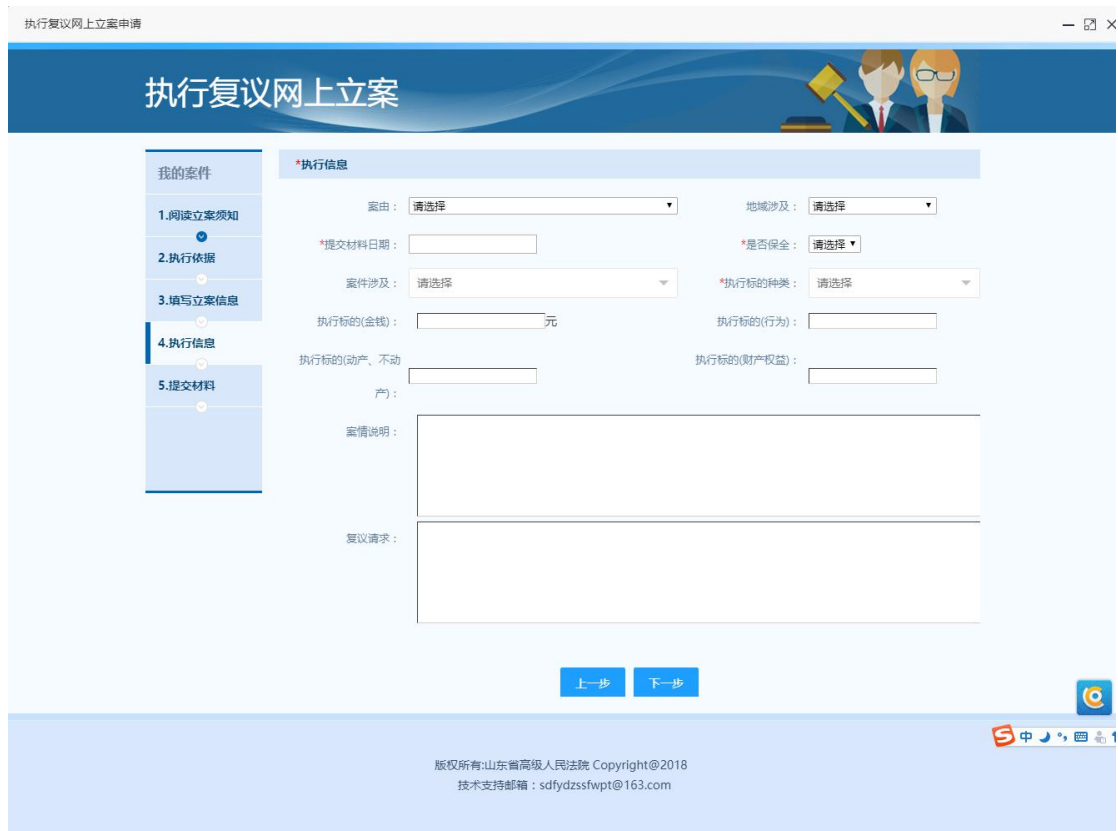 执行复议网上立案申请
执行复议网上立案
我的案件
1.阅读立案须知
2.执行依据
3.填写立案信息
4.执行信息
5.提交材料
*执行信息
案由： 请选择 地域涉及： 请选择
*提交材料日期： *是否保全： 请选择
案件涉及： 请选择 *执行标的种类： 请选择
执行标的(金钱)： 元 执行标的(行为)：
执行标的(动产、不动 执行标的(财产权益)：
产)：
案情说明：
复议请求：
上一步 下一步
中
版权所有:山东省高级人民法院 Copyright@2018
技术支持邮箱：sdfydzssfwpt@163.com